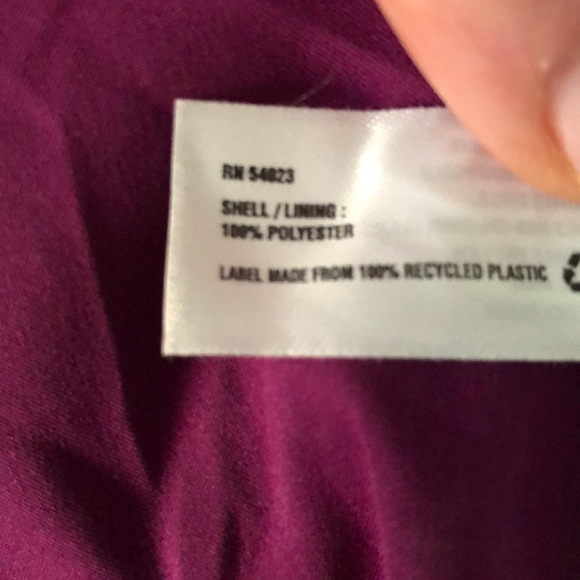 RN 54023
SHELL / LINING :
100% POLYESTER
LABEL MADE FROM 100% RECYCLED PLASTIC